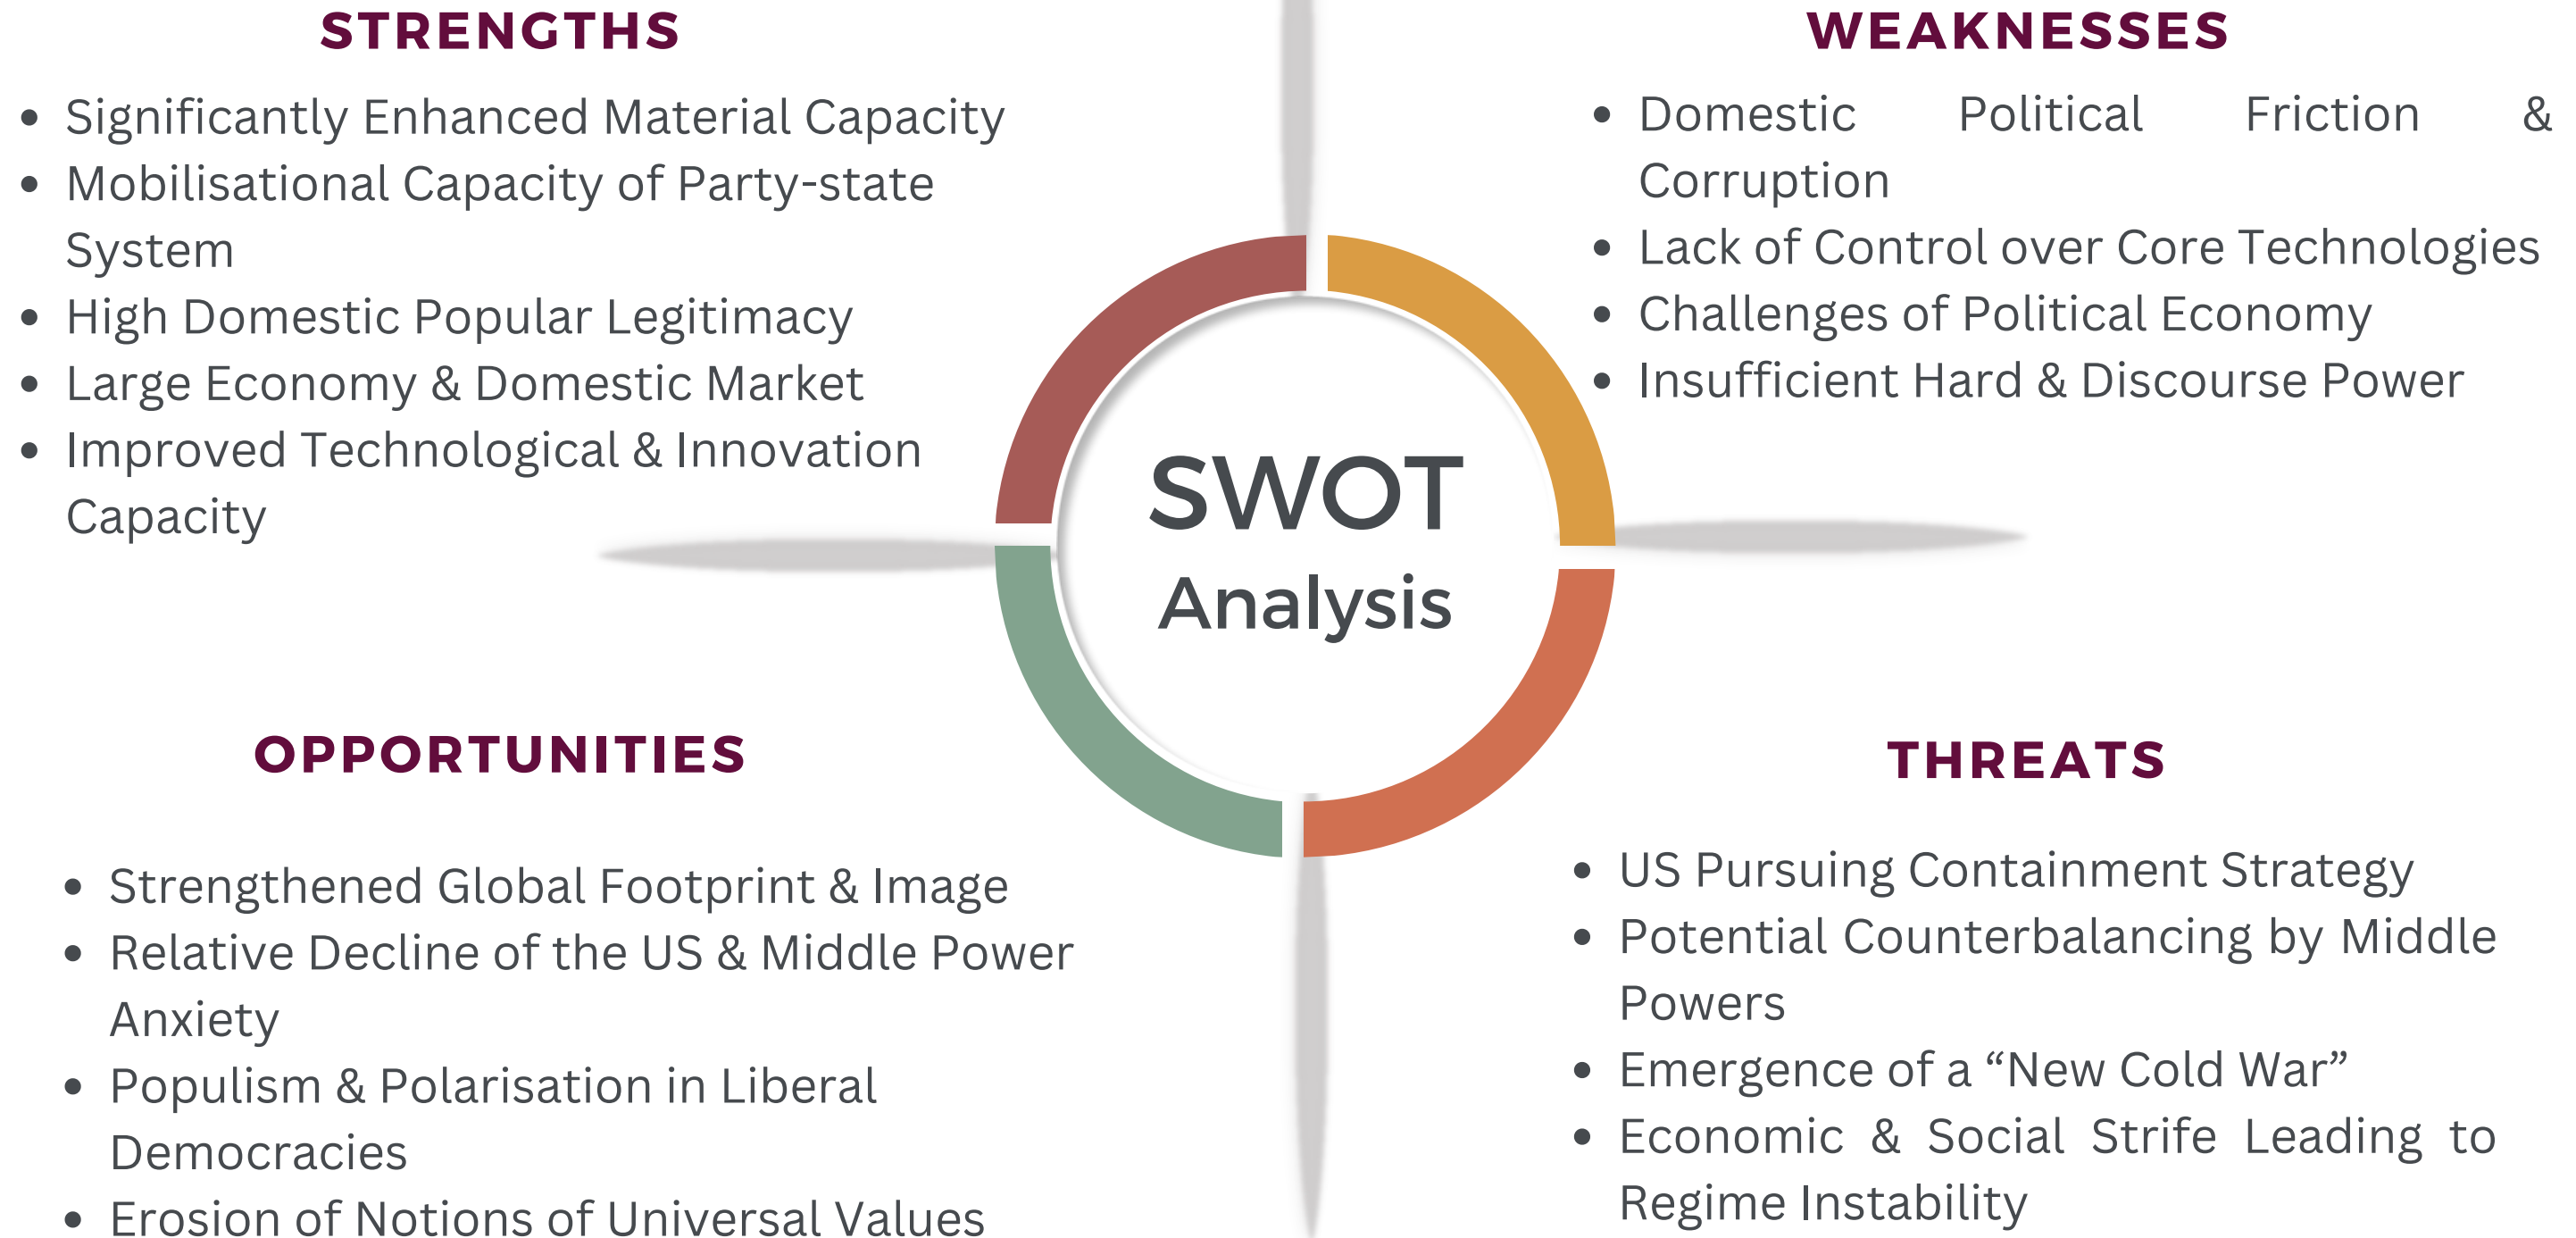 STRENGTHS
Significantly Enhanced Material Capacity
Mobilisational Capacity of Party-state
System
High Domestic Popular Legitimacy
Large Economy & Domestic Market
Improved Technological & Innovation
Capacity
WEAKNESSES
Domestic Political Friction &
Corruption
Lack of Control over Core Technologies
Challenges of Political Economy
Insufficient Hard & Discourse Power
SWOT
Analysis
OPPORTUNITIES
Strengthened Global Footprint & Image
Relative Decline of the US & Middle Power
Anxiety
Populism & Polarisation in Liberal
Democracies
Erosion of Notions of Universal Values
THREATS
US Pursuing Containment Strategy
Potential Counterbalancing by Middle
Powers
Emergence of a “New Cold War”
Economic & Social Strife Leading to
Regime Instability